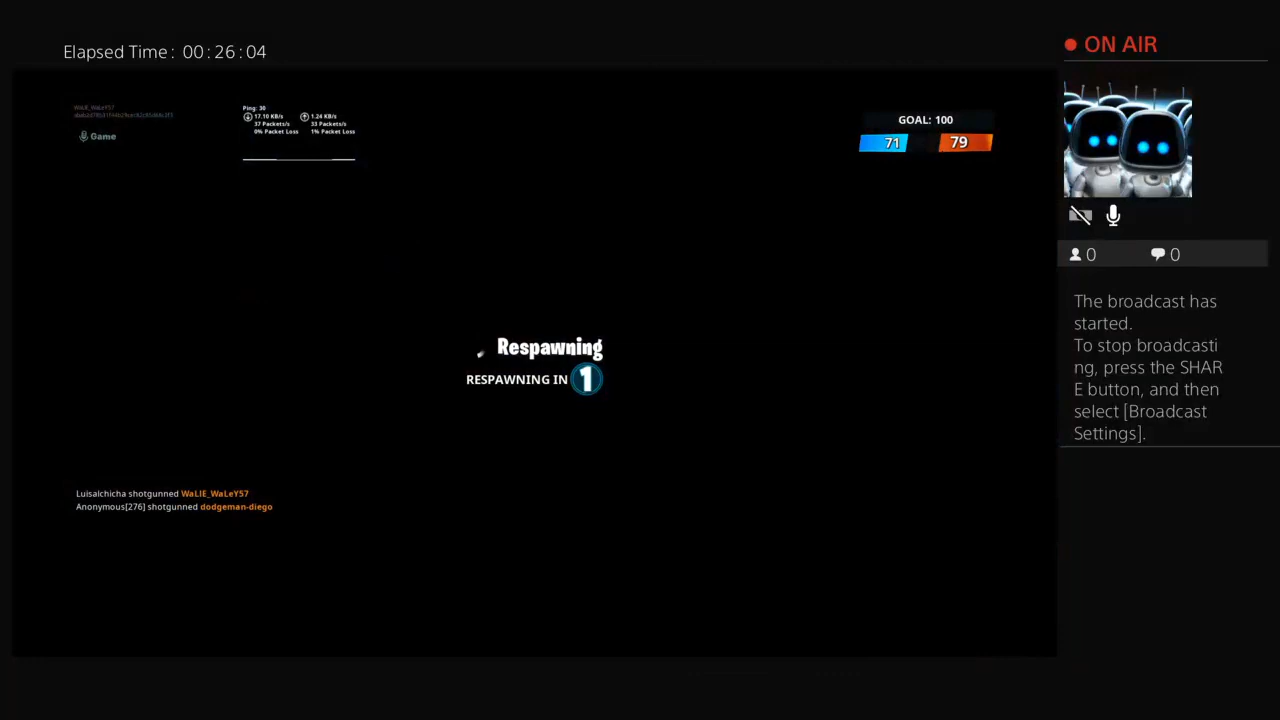 Elapsed Time: 00:26:04
ON AIR
WaLlE_WaLeY57
Ping: 30
17.10 KB/s 1.24 KB/s
37 Packets/s 33 Packets/s
0% Packet Loss 1% Packet Loss
Game
GOAL: 100
71 79
0 0
The broadcast has
started.
To stop broadcasti
ng, press the SHAR
E button, and then
select [Broadcast
Settings].
Respawning
RESPAWNING IN 1
Luisalchicha shotgunned WaLlE_WaLeY57
Anonymous[276] shotgunned dodgeman-diego